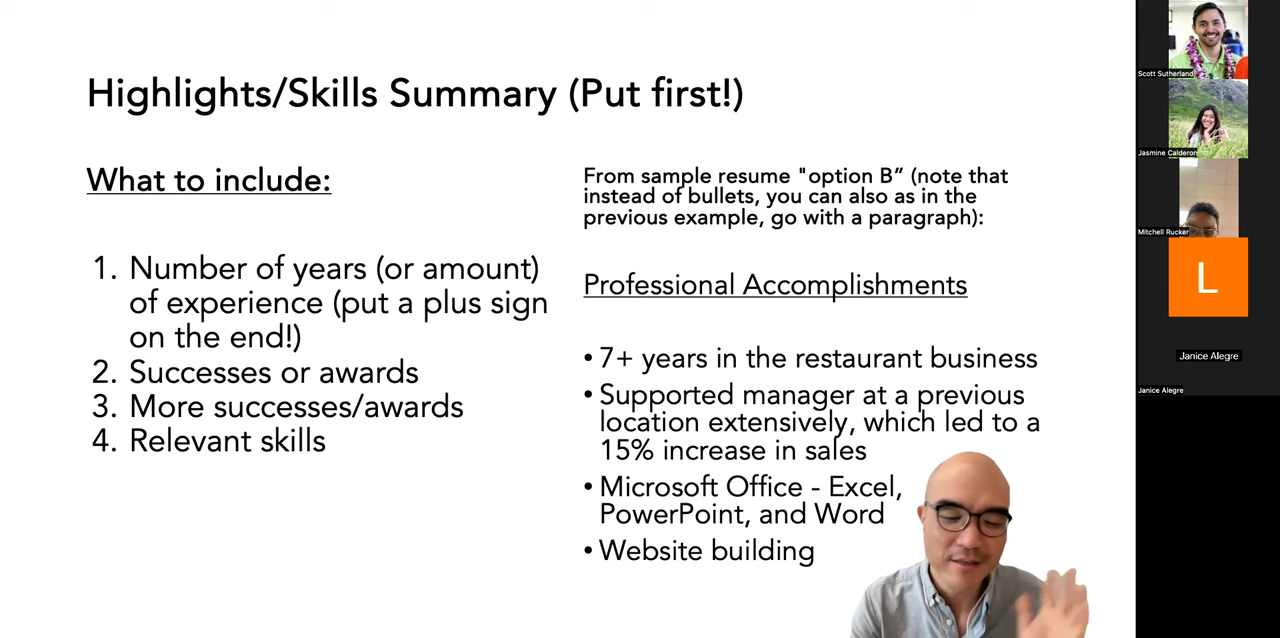 Highlights/Skills Summary (Put first!)
What to include:
1. Number of years (or amount)
of experience (put a plus sign
on the end!)
2. Successes or awards
3. More successes/awards
4. Relevant skills
From sample resume "option B” (note that
instead of bullets, you can also as in the
previous example, go with a paragraph):
Professional Accomplishments
• 7+ years in the restaurant business
• Supported manager at a previous
location extensively, which led to a
15% increase in sales
• Microsoft Office - Excel,
PowerPoint, and Word
• Website building
Scott Sutherland
Jasmine Calderon
Mitchell Rucker
L
Janice Alegre
Janice Alegre